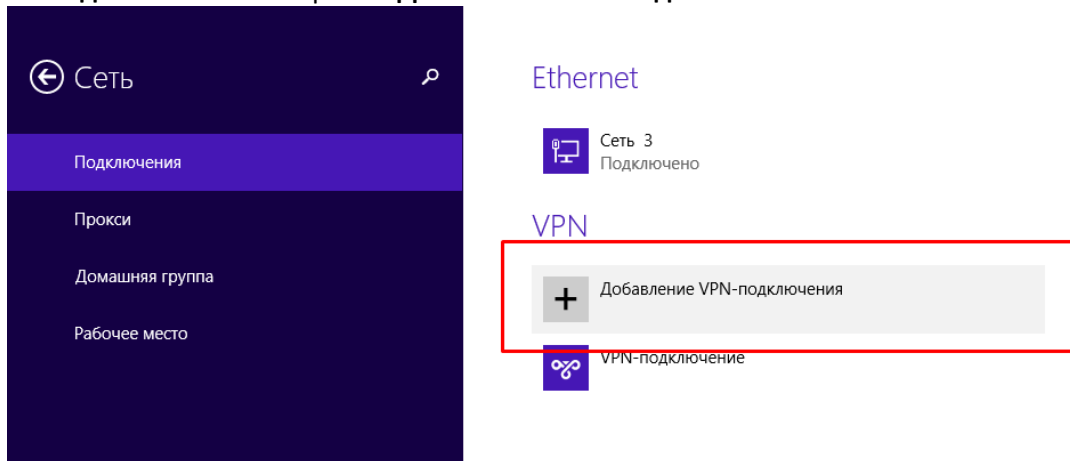 Сеть
Подключения
Прокси
Домашняя группа
Рабочее место
Ethernet
Сеть 3
Подключено
VPN
Добавление VPN-подключения
VPN-подключение